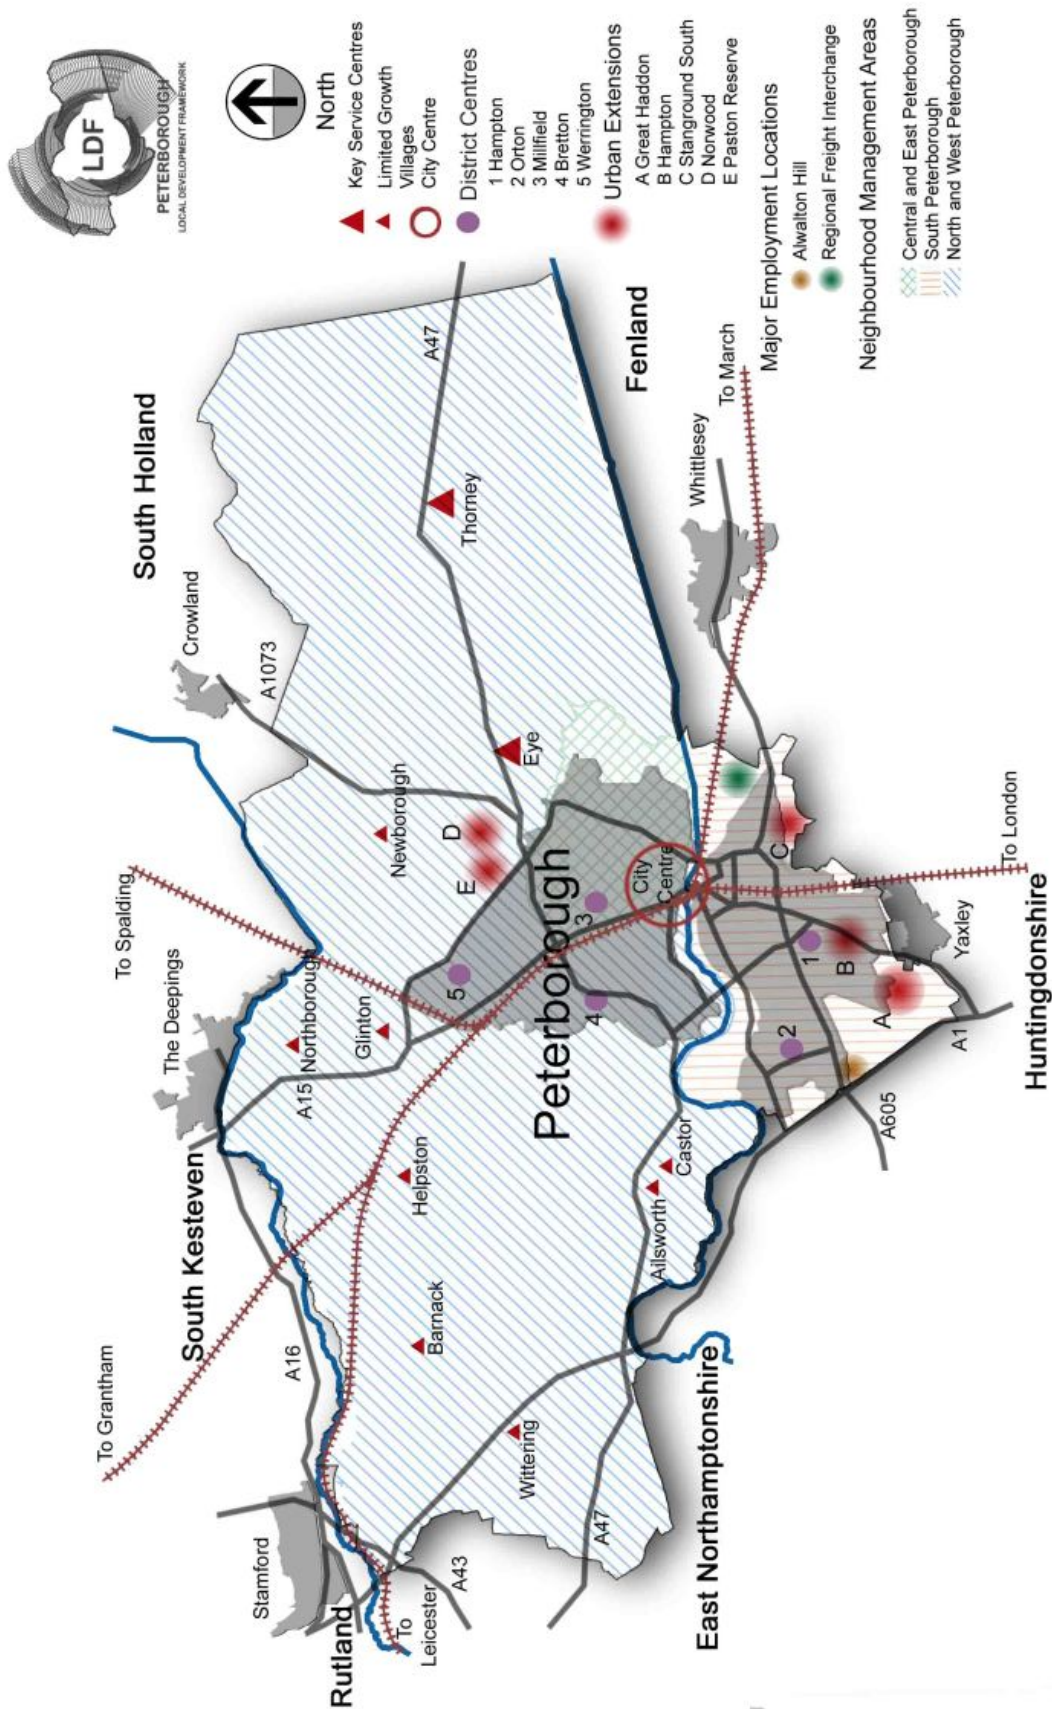 LDF
PETERBOROUGH
LOCAL DEVELOPMENT FRAMEWORK
North
Key Service Centres
Limited Growth
Villages
City Centre
District Centres
1 Hampton
2 Orton
3 Millfield
4 Bretton
5 Werrington
Urban Extensions
A Great Haddon
B Hampton
C Stanground South
D Norwood
E Paston Reserve
Major Employment Locations
Alwalton Hill
Regional Freight Interchange
Neighbourhood Management Areas
Central and East Peterborough
South Peterborough
North and West Peterborough
To Grantham
To Spalding
The Deepings
South Kesteven
South Holland
Crowland
A1073
A16
A15
Northborough
Glinton
Newborough
Stamford
Rutland
To
Leicester
A43
Barnack
Helpston
Wittering
A47
5
E
D
Eye
Thorney
A47
Peterborough
4
3
City
Centre
Ailsworth
Castor
East Northamptonshire
Fenland
Whittlesey
To March
2
1
A
B
C
A605
A1
Yaxley
To London
Huntingdonshire